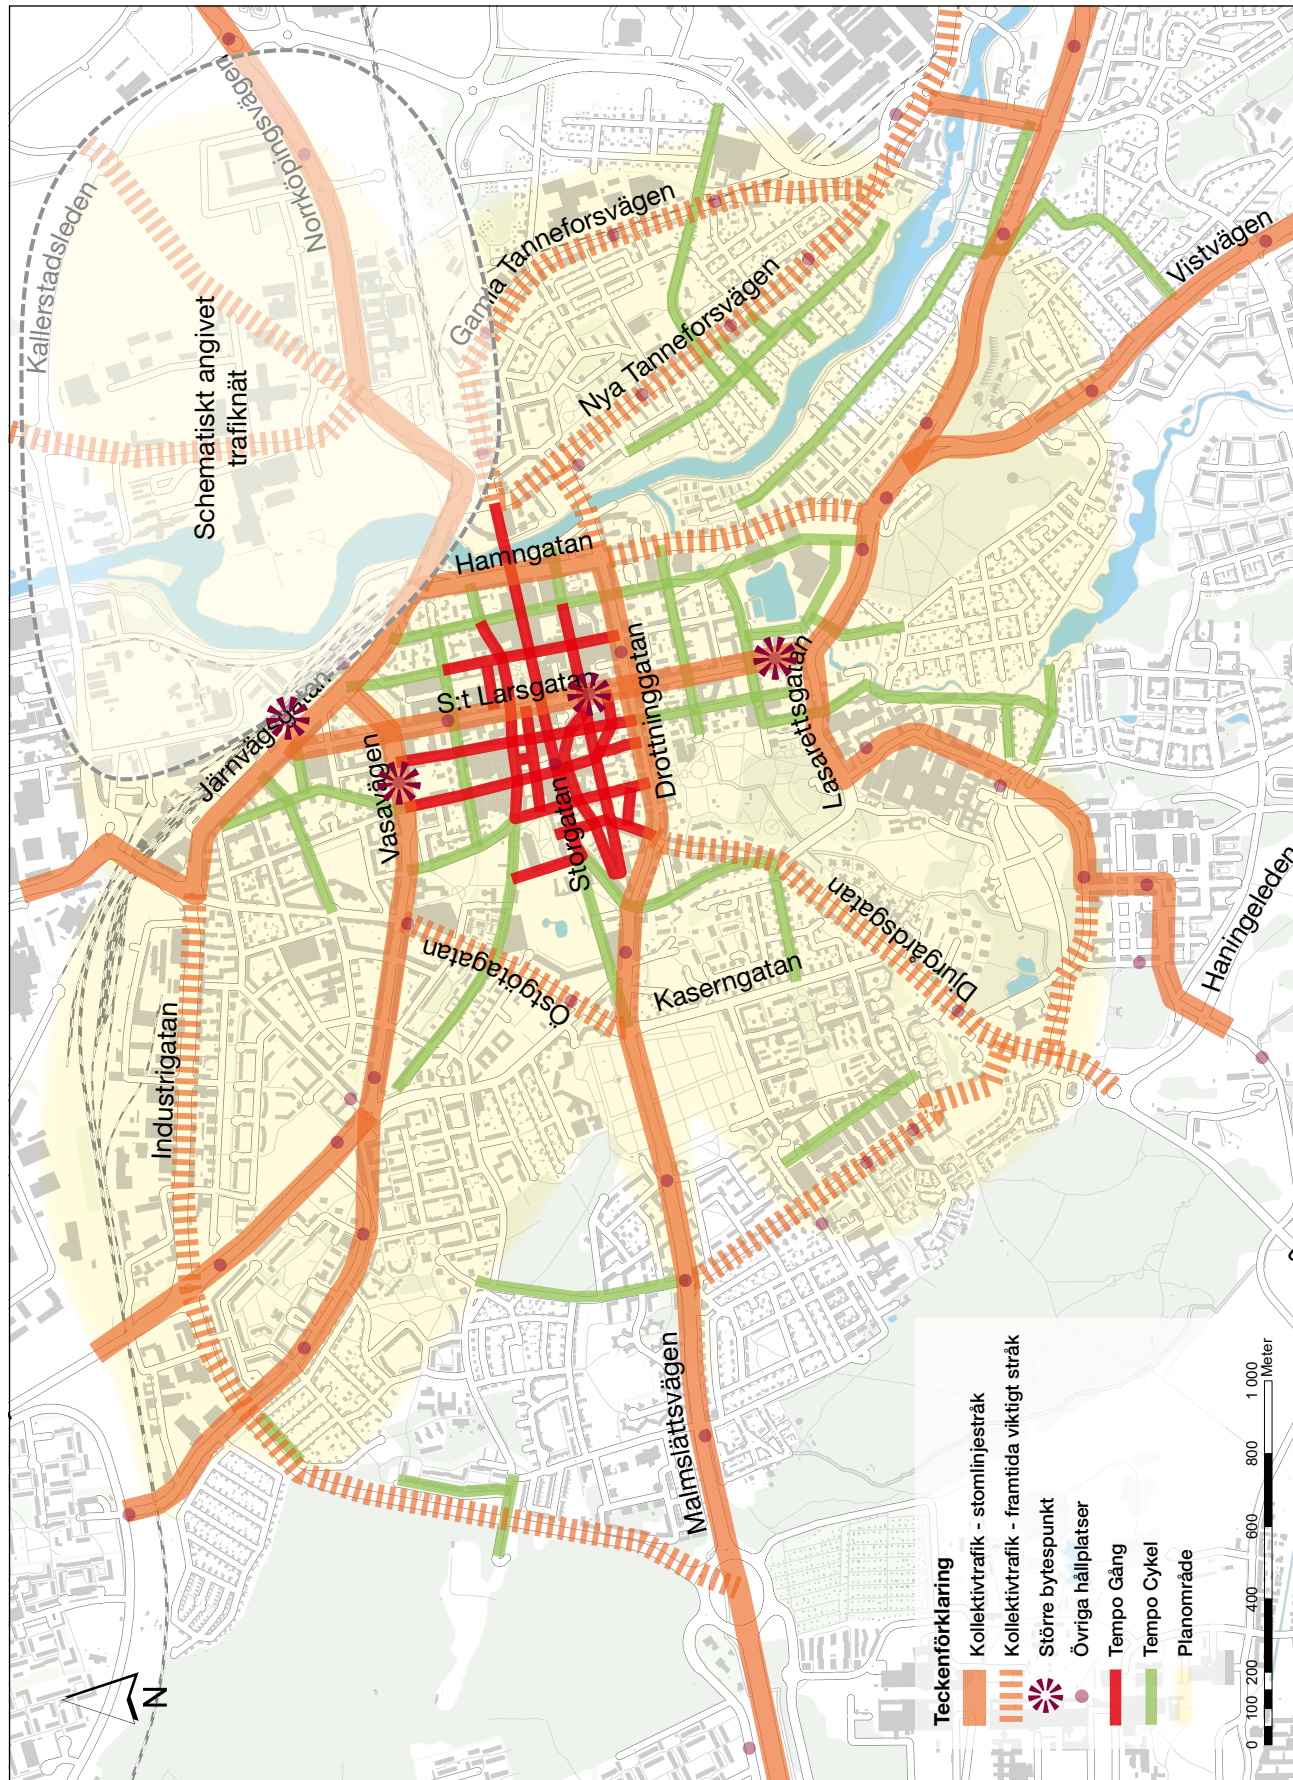 Kallerstadsleden
Norrköpingsvägen
Schematiskt angivet
trafiknät
Gamla Tanneforsvägen
Nya Tanneforsvägen
Vistvägen
Hamngatan
Järnvägsgatan
S:t Larsgatan
Vasavägen
Drottninggatan
Lasarettsgatan
Storgatan
Industrigatan
Östgötagatan
Kaserngatan
Djurgårdsgatan
Haningeleden
Malmslättsvägen
N
Teckenförklaring
Kollektivtrafik - stomlinjestråk
Kollektivtrafik - framtida viktigt stråk
Större bytespunkt
Övriga hållplatser
Tempo Gång
Tempo Cykel
Planområde
0 100 200 400 600 800 1 000
Meter